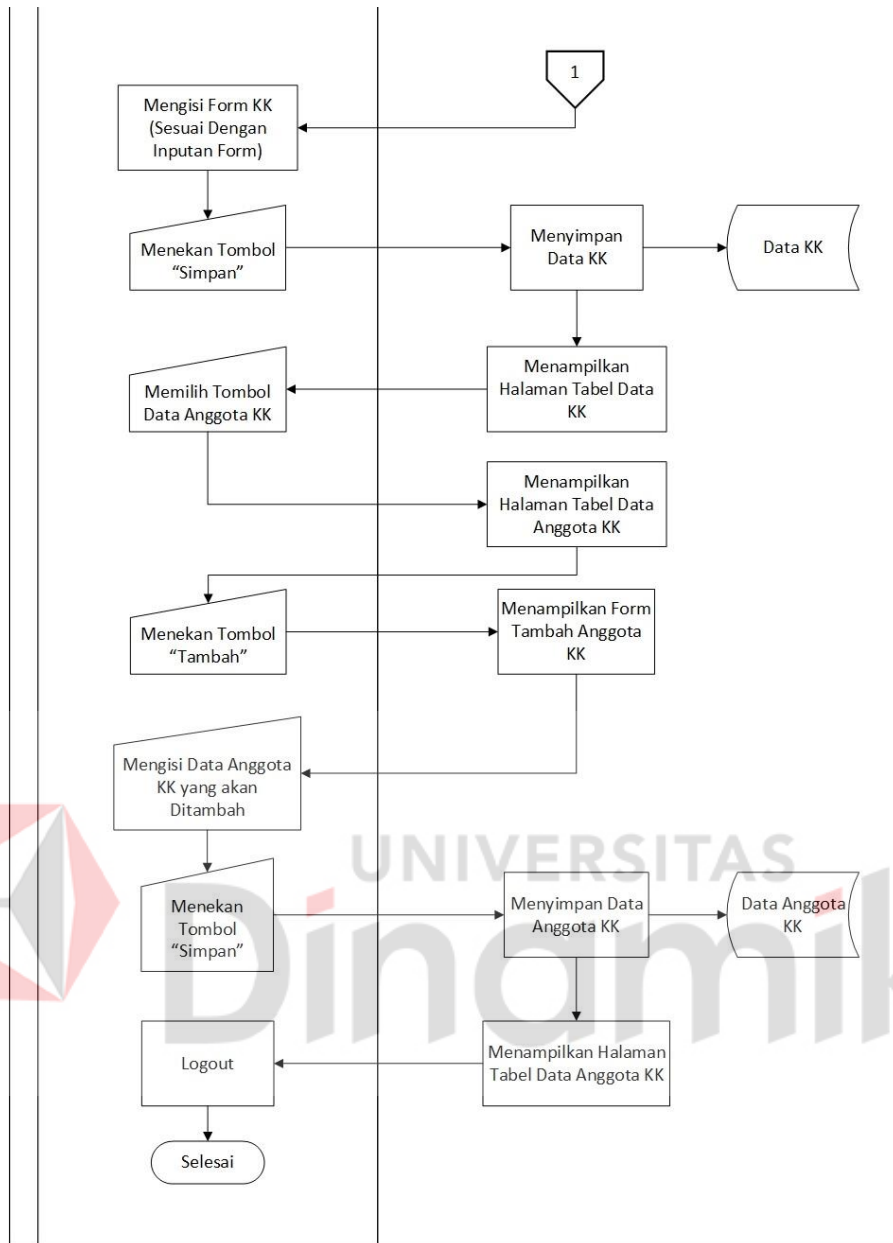 1
Mengisi Form KK
(Sesuai Dengan
Inputan Form)
Menekan Tombol
“Simpan”
Menyimpan
Data KK
Data KK
Menampilkan
Halaman Tabel Data
KK
Memilih Tombol
Data Anggota KK
Menampilkan
Halaman Tabel Data
Anggota KK
Menekan Tombol
“Tambah”
Menampilkan Form
Tambah Anggota
KK
Mengisi Data Anggota
KK yang akan
Ditambah
UNIVERSITAS
Dinamik
Menekan
Tombol
“Simpan”
Menyimpan Data
Anggota KK
Data Anggota
KK
Menampilkan Halaman
Tabel Data Anggota KK
Logout
Selesai